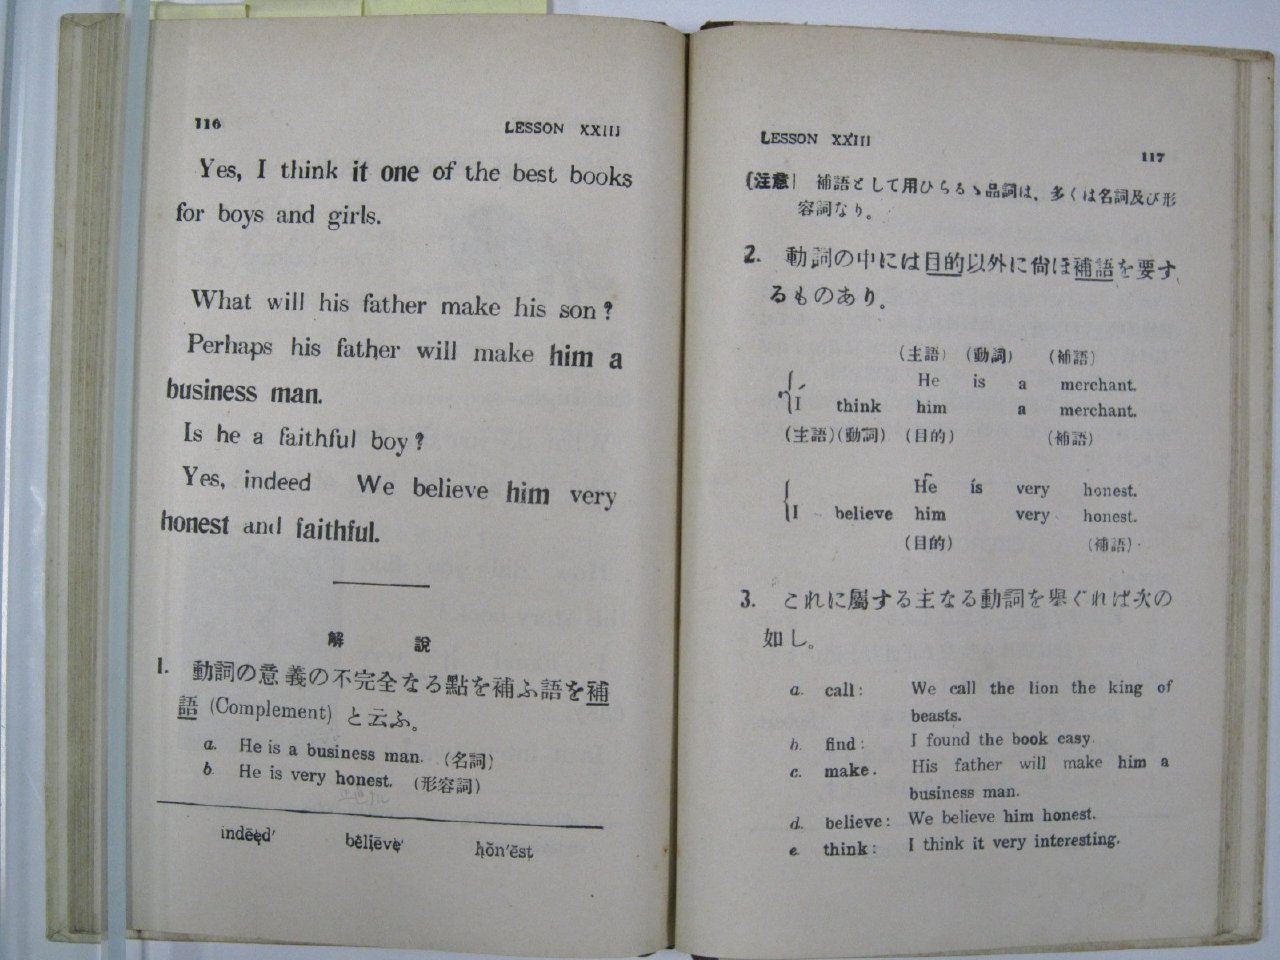 116 LESSON XXIII
Yes, I think it one of the best books
for boys and girls.
What will his father make his son?
Perhaps his father will make him a
business man.
Is he a faithful boy?
Yes, indeed We believe him very
honest and faithful.
解 說
1. 動詞の意義の不完全なる點を補ふ語を補
語 (Complement) と云ふ。
a. He is a business man. (名詞)
b. He is very honest. (形容詞)
indēed' bēliēve' hŏn'ĕst
LESSON XXIII 117
[注意] 補語として用ひらるゝ品詞は、多くは名詞及び形
容詞なり。
2. 動詞の中には目的以外に尙ほ補語を要す
るものあり。
(主語) (動詞) (補語)
He is a merchant.
I think him a merchant.
(主語) (動詞) (目的) (補語)
He is very honest.
I believe him very honest.
(目的) (補語)
3. これに屬する主なる動詞を擧ぐれば次の
如し。
a. call: We call the lion the king of
beasts.
b. find: I found the book easy.
c. make. His father will make him a
business man.
d. believe: We believe him honest.
e. think: I think it very interesting.